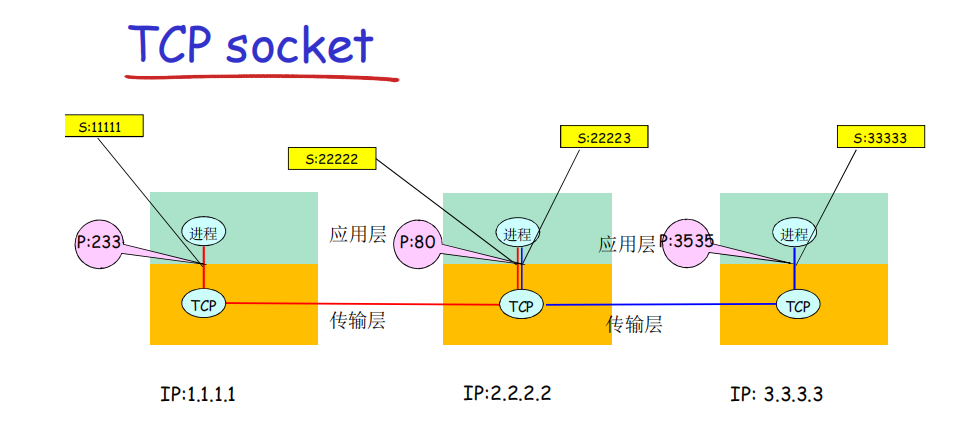 TCP socket
S:11111
S:22222
S:22223
S:33333
P:233
进程
应用层
P:80
进程
应用层
P:3535
进程
TCP
传输层
TCP
传输层
TCP
IP:1.1.1.1
IP:2.2.2.2
IP: 3.3.3.3